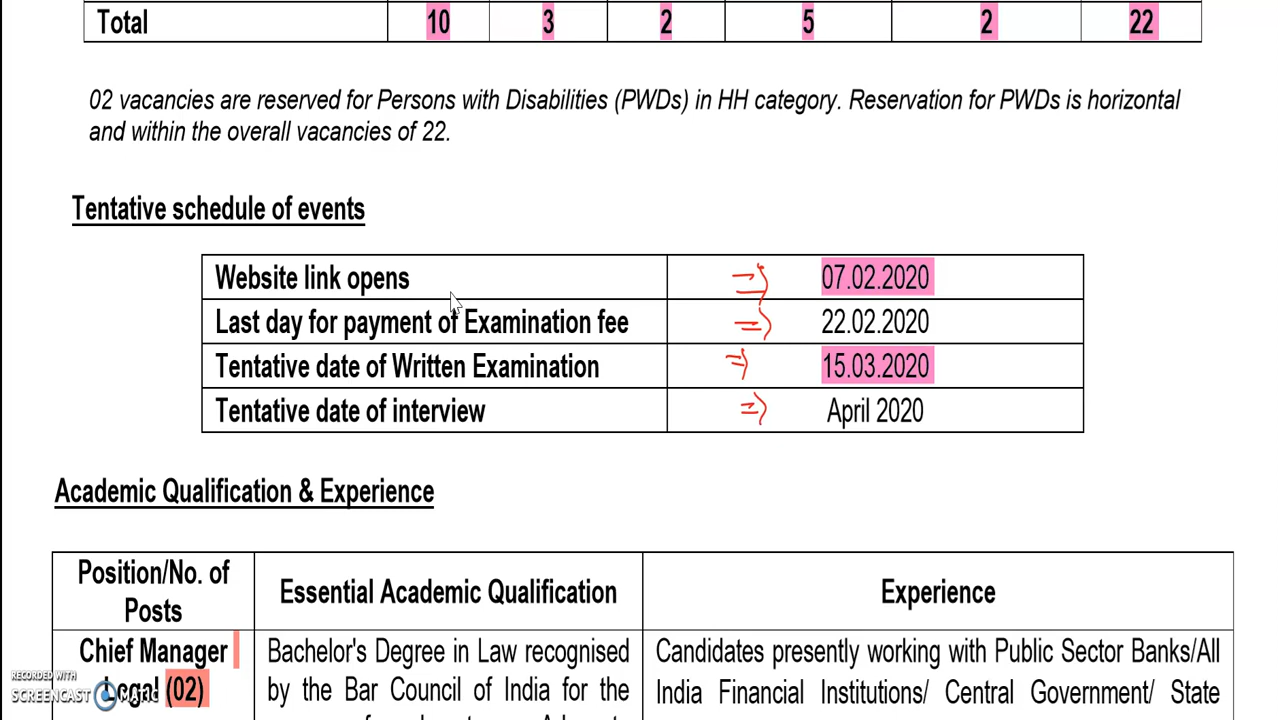 Total 10 3 2 5 2 22
02 vacancies are reserved for Persons with Disabilities (PWDs) in HH category. Reservation for PWDs is horizontal
and within the overall vacancies of 22.
Tentative schedule of events
Website link opens 07.02.2020
Last day for payment of Examination fee 22.02.2020
Tentative date of Written Examination 15.03.2020
Tentative date of interview April 2020
Academic Qualification & Experience
Position/No. of
Posts
Essential Academic Qualification
Experience
Chief Manager
Legal (02)
Bachelor's Degree in Law recognised
by the Bar Council of India for the
Candidates presently working with Public Sector Banks/All
India Financial Institutions/ Central Government/ State
RECORDED WITH
SCREENCAST MATIC